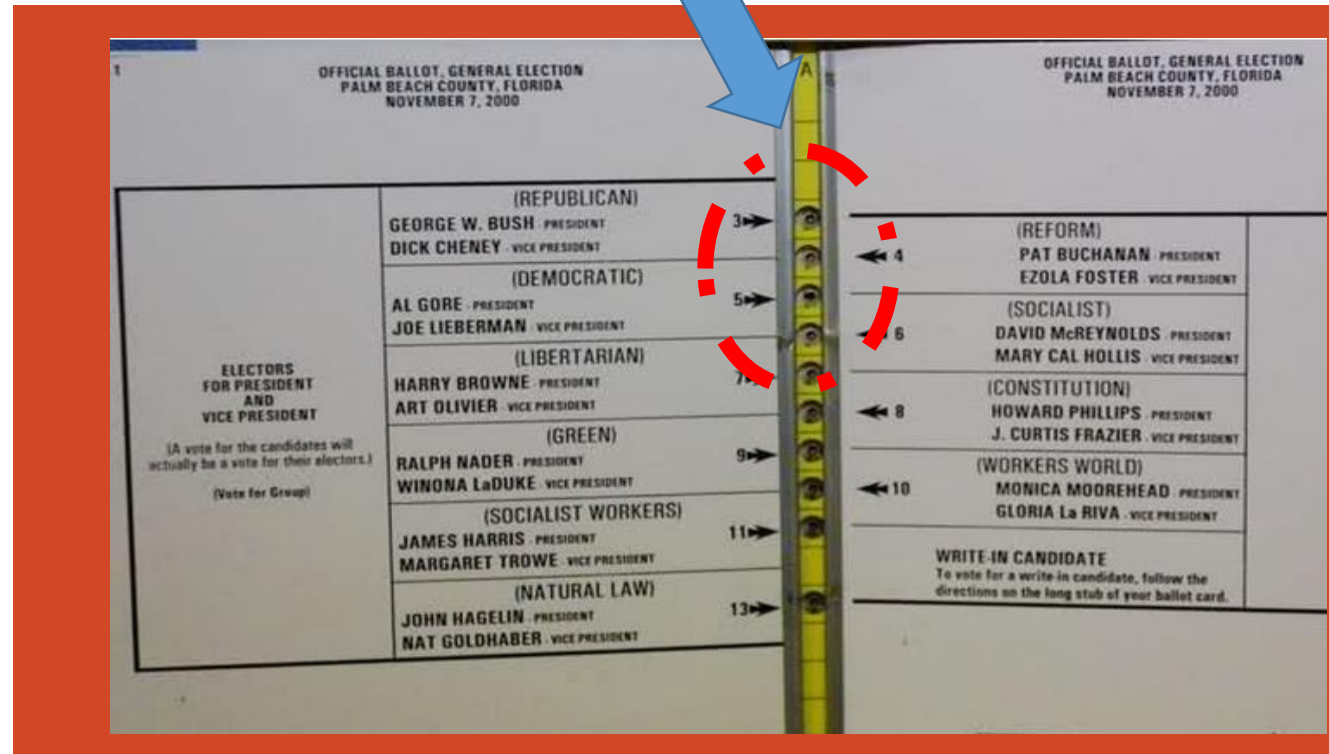 1
OFFICIAL BALLOT, GENERAL ELECTION
PALM BEACH COUNTY, FLORIDA
NOVEMBER 7, 2000
ELECTORS
FOR PRESIDENT
AND
VICE PRESIDENT
(A vote for the candidates will
actually be a vote for their electors.)
(Vote for Group)
(REPUBLICAN)
GEORGE W. BUSH - PRESIDENT
DICK CHENEY - VICE PRESIDENT
3
(DEMOCRATIC)
AL GORE - PRESIDENT
JOE LIEBERMAN - VICE PRESIDENT
5
(LIBERTARIAN)
HARRY BROWNE - PRESIDENT
ART OLIVIER - VICE PRESIDENT
7
(GREEN)
RALPH NADER - PRESIDENT
WINONA LaDUKE - VICE PRESIDENT
9
(SOCIALIST WORKERS)
JAMES HARRIS - PRESIDENT
MARGARET TROWE - VICE PRESIDENT
11
(NATURAL LAW)
JOHN HAGELIN - PRESIDENT
NAT GOLDHABER - VICE PRESIDENT
13
A
OFFICIAL BALLOT, GENERAL ELECTION
PALM BEACH COUNTY, FLORIDA
NOVEMBER 7, 2000
(REFORM)
4 PAT BUCHANAN - PRESIDENT
EZOLA FOSTER - VICE PRESIDENT
(SOCIALIST)
6 DAVID McREYNOLDS - PRESIDENT
MARY CAL HOLLIS - VICE PRESIDENT
(CONSTITUTION)
8 HOWARD PHILLIPS - PRESIDENT
J. CURTIS FRAZIER - VICE PRESIDENT
(WORKERS WORLD)
10 MONICA MOOREHEAD - PRESIDENT
GLORIA La RIVA - VICE PRESIDENT
WRITE-IN CANDIDATE
To vote for a write-in candidate, follow the
directions on the long stub of your ballot card.